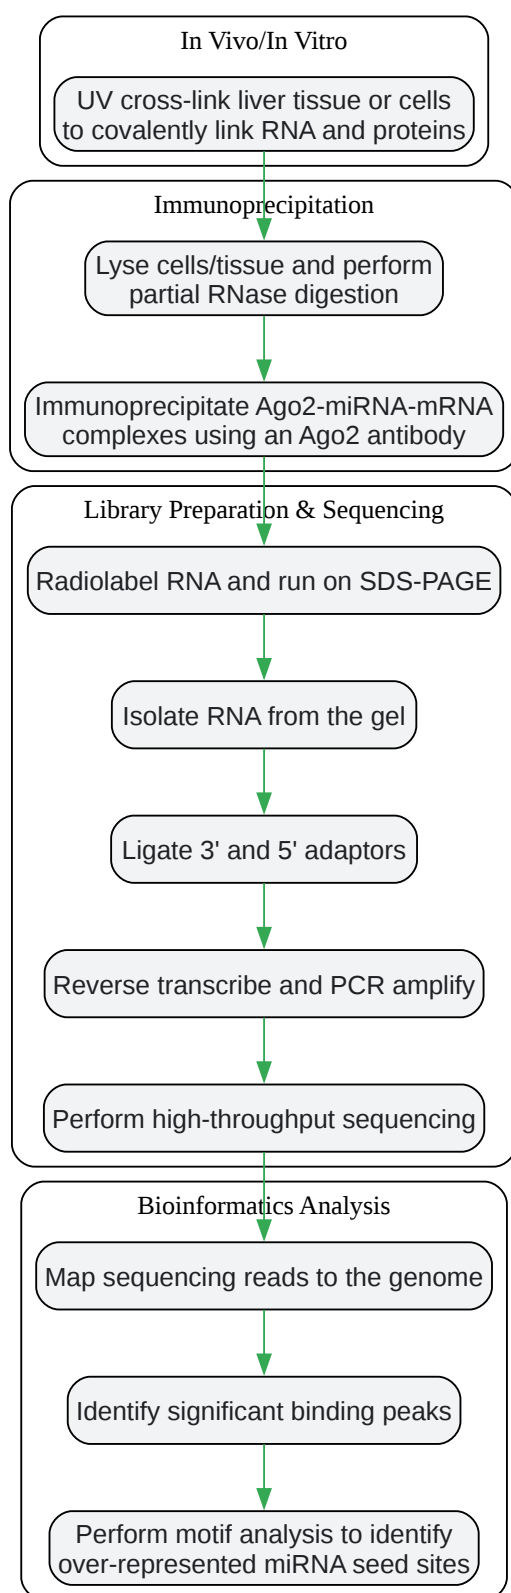 In Vivo/In Vitro
UV cross-link liver tissue or cells
to covalently link RNA and proteins
Immunoprecipitation
Lyse cells/tissue and perform
partial RNase digestion
Immunoprecipitate Ago2-miRNA-mRNA
complexes using an Ago2 antibody
Library Preparation & Sequencing
Radiolabel RNA and run on SDS-PAGE
Isolate RNA from the gel
Ligate 3' and 5' adaptors
Reverse transcribe and PCR amplify
Perform high-throughput sequencing
Bioinformatics Analysis
Map sequencing reads to the genome
Identify significant binding peaks
Perform motif analysis to identify
over-represented miRNA seed sites